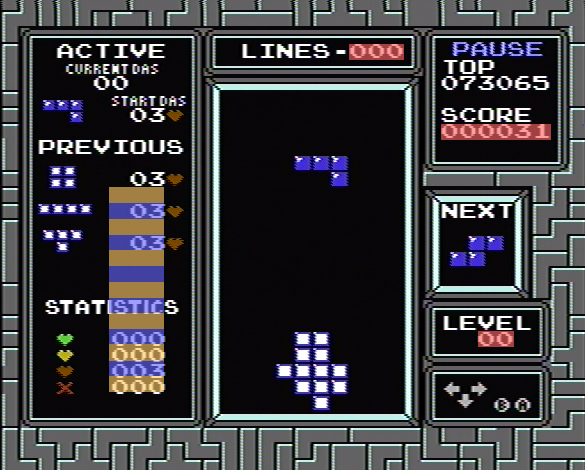 ACTIVE
CURRENT DAS
00
START DAS
03
PREVIOUS
03
03
03
STATISTICS
000
000
003
000
LINES-000
PAUSE
TOP
073065
SCORE
000031
NEXT
LEVEL
00
B A